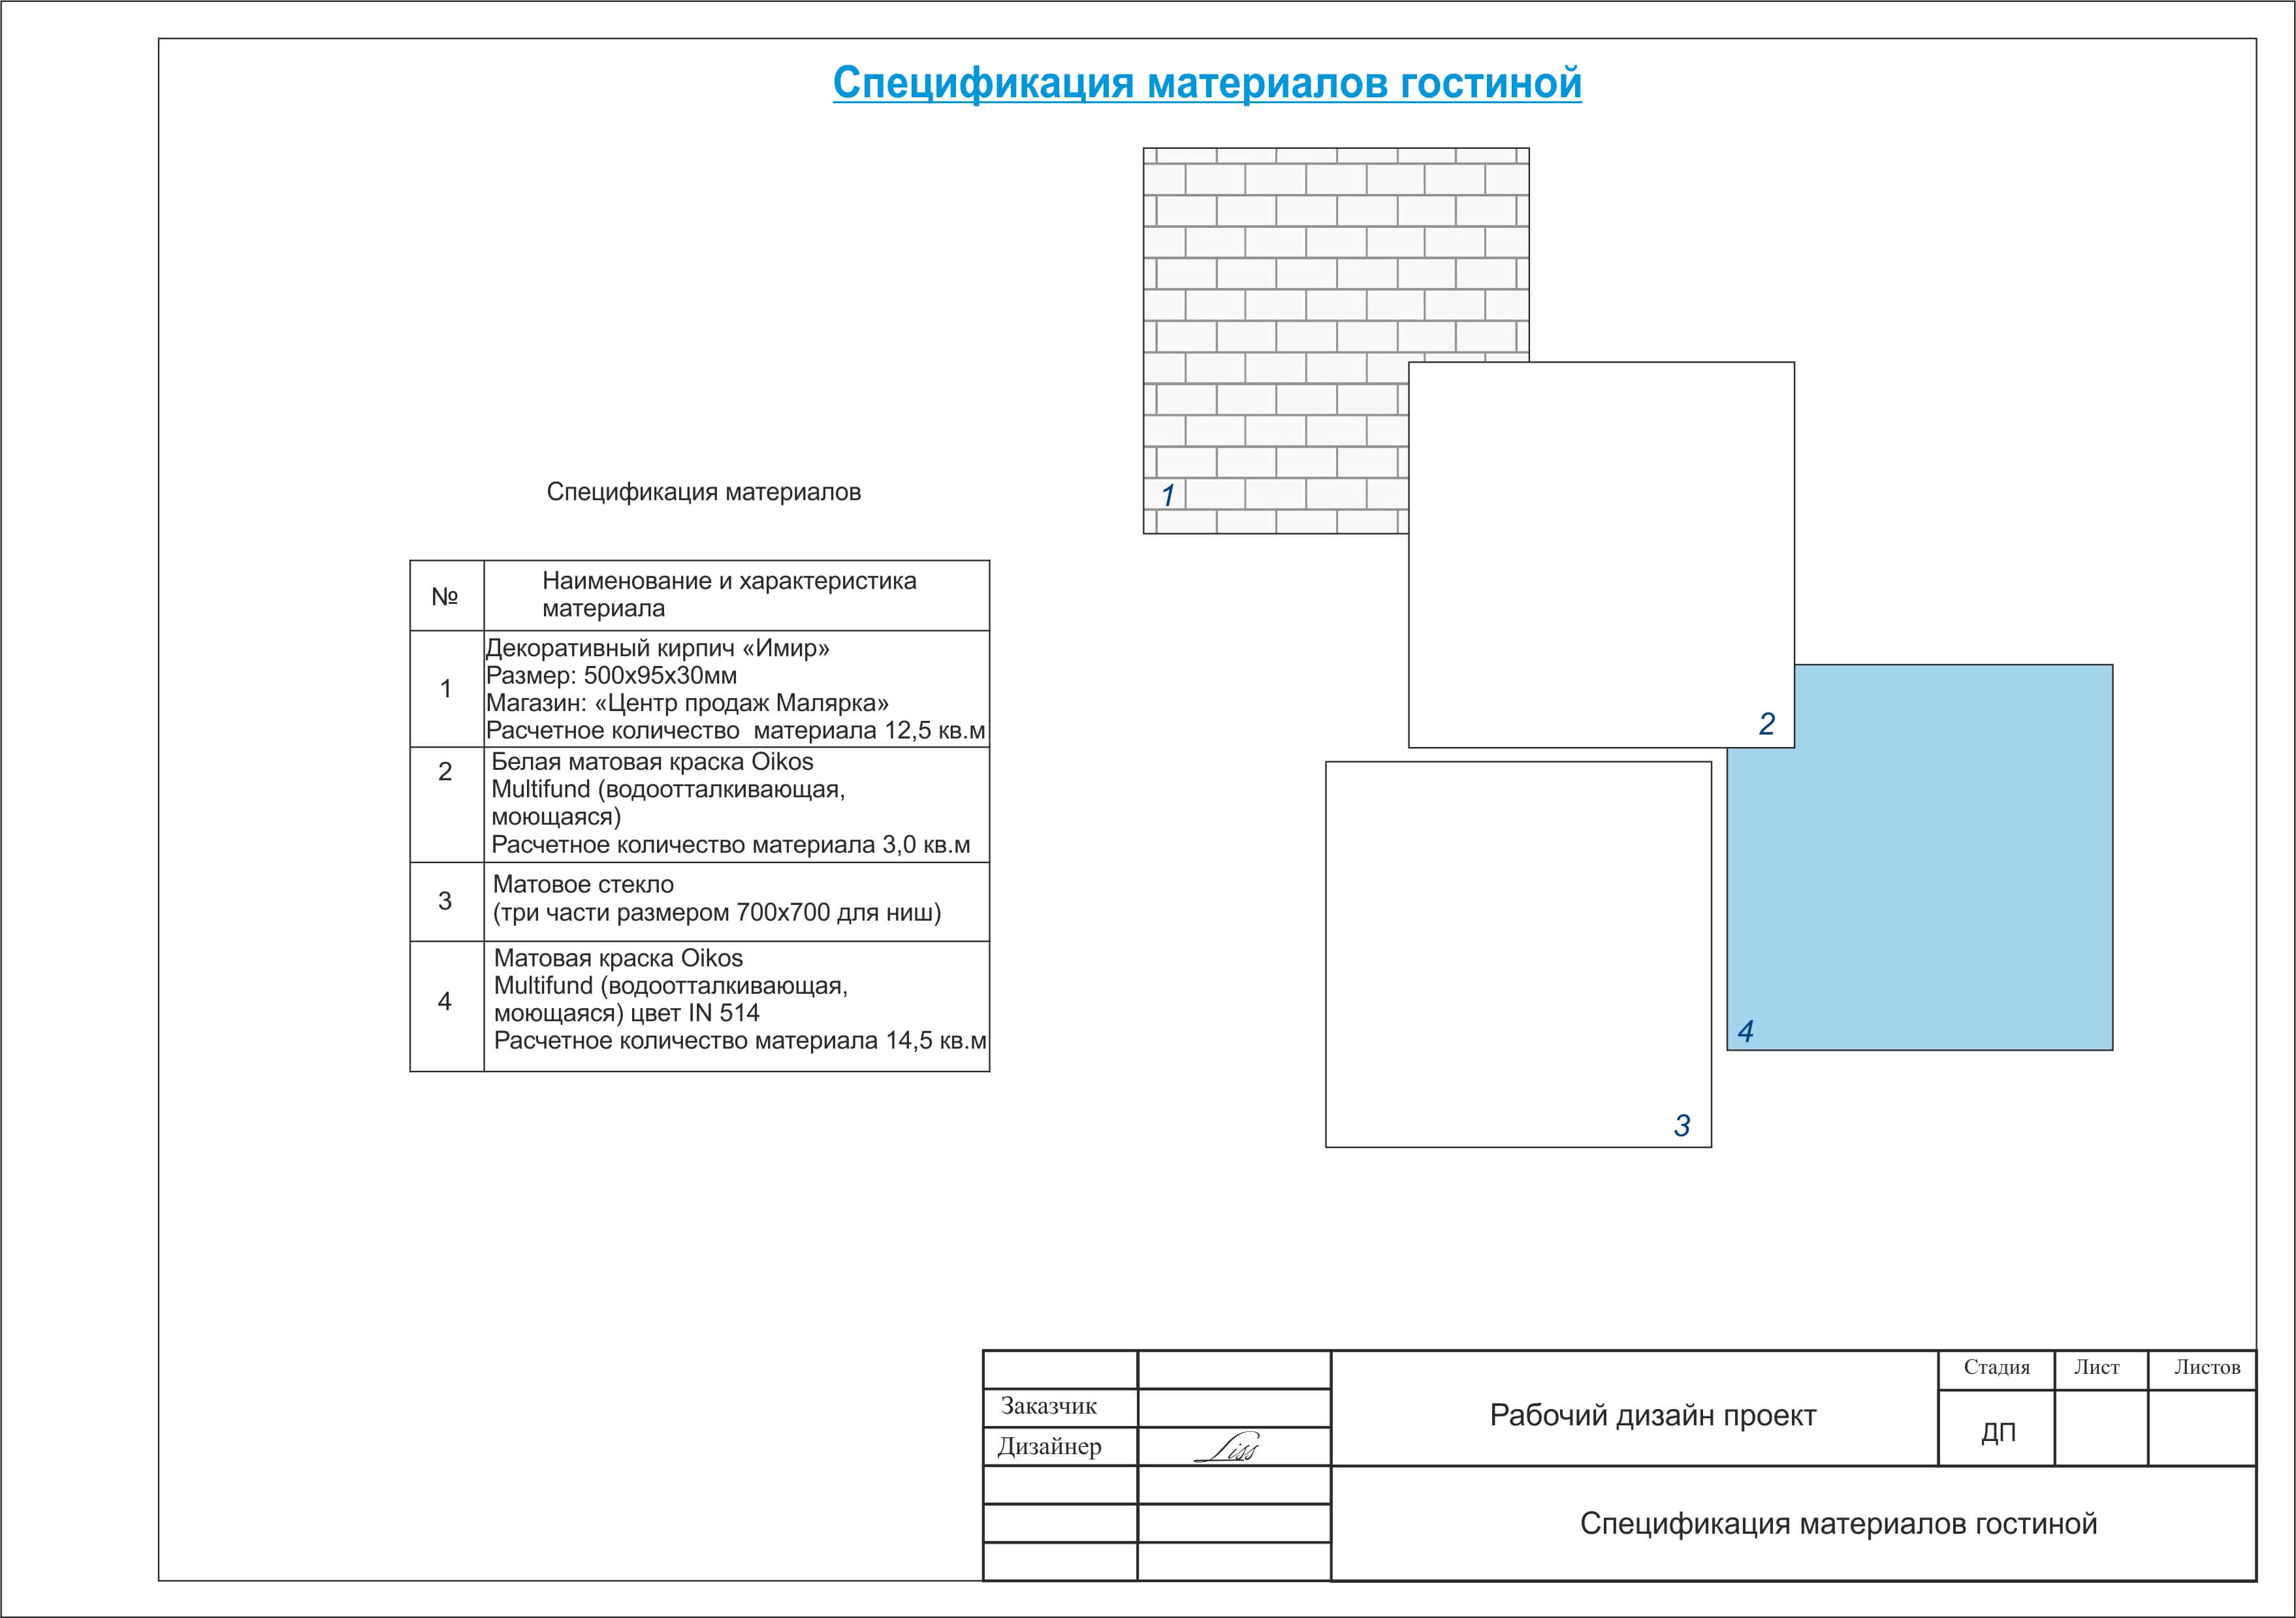 Спецификация материалов гостиной
1
2
4
3
Спецификация материалов
№
Наименование и характеристика
материала
1
Декоративный кирпич «Имир»
Размер: 500х95х30мм
Магазин: «Центр продаж Малярка»
Расчетное количество  материала 12,5 кв.м
2
Белая матовая краска Oikos
Multifund (водоотталкивающая,
моющаяся)
Расчетное количество материала 3,0 кв.м
3
Матовое стекло
(три части размером 700х700 для ниш)
4
Матовая краска Oikos
Multifund (водоотталкивающая,
моющаяся) цвет IN 514
Расчетное количество материала 14,5 кв.м
Заказчик
Дизайнер Liss
Рабочий дизайн проект
Стадия Лист Листов
ДП
Спецификация материалов гостиной